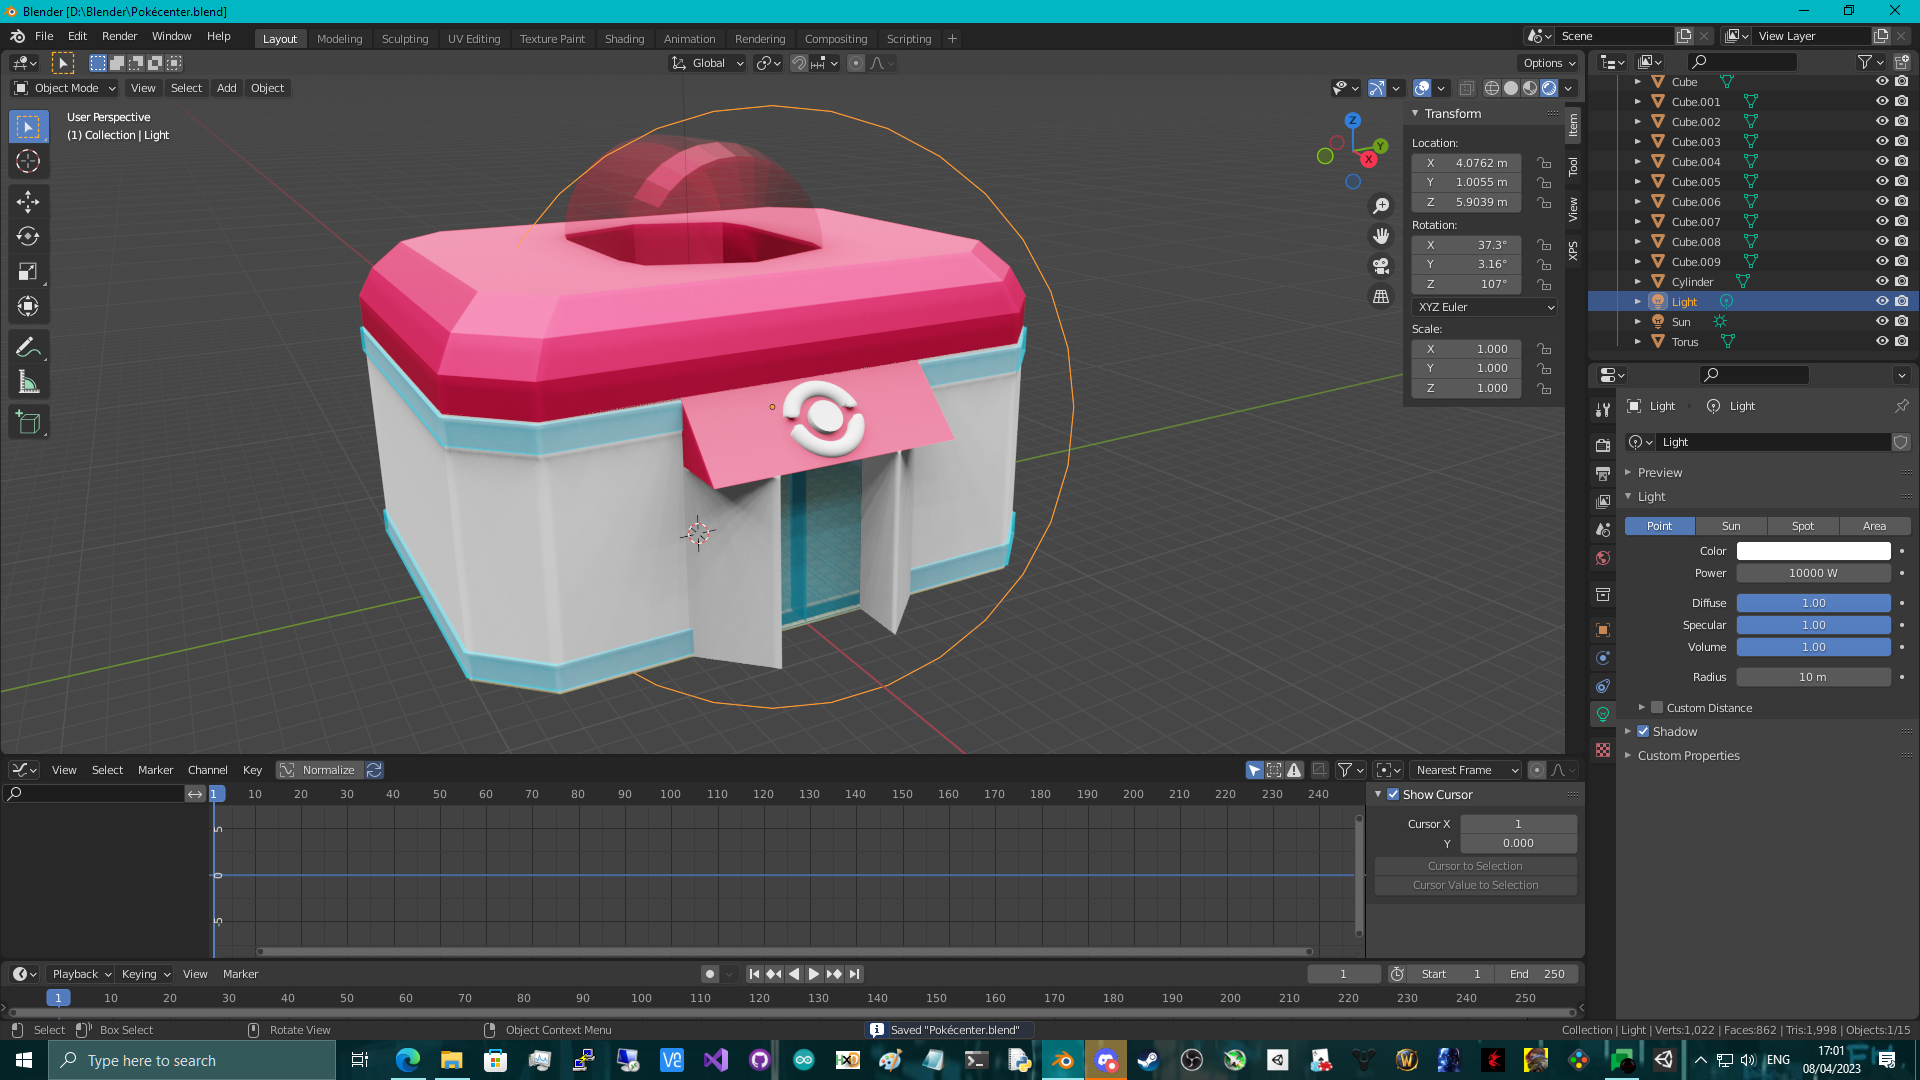 Blender [D:\Blender\Pokécenter.blend]
File Edit Render Window Help
Layout Modeling Sculpting UV Editing Texture Paint Shading Animation Rendering Compositing Scripting +
Scene View Layer
Global Options
Object Mode View Select Add Object
User Perspective
(1) Collection | Light
Z
Y
X
Transform
Location:
X 4.0762 m
Y 1.0055 m
Z 5.9039 m
Rotation:
X 37.3°
Y 3.16°
Z 107°
XYZ Euler
Scale:
X 1.000
Y 1.000
Z 1.000
Item
Tool
View
XPS
Cube
Cube.001
Cube.002
Cube.003
Cube.004
Cube.005
Cube.006
Cube.007
Cube.008
Cube.009
Cylinder
Light
Sun
Torus
Light Light
Light
Preview
Light
Point Sun Spot Area
Color
Power 10000 W
Diffuse 1.00
Specular 1.00
Volume 1.00
Radius 10 m
Custom Distance
Shadow
Custom Properties
View Select Marker Channel Key Normalize Nearest Frame
1 10 20 30 40 50 60 70 80 90 100 110 120 130 140 150 160 170 180 190 200 210 220 230 240
5
0
-5
Show Cursor
Cursor X 1
Y 0.000
Cursor to Selection
Cursor Value to Selection
Playback Keying View Marker 1 Start 1 End 250
1 10 20 30 40 50 60 70 80 90 100 110 120 130 140 150 160 170 180 190 200 210 220 230 240 250
Select Box Select Rotate View Object Context Menu Saved "Pokécenter.blend" Collection | Light | Verts:1,022 | Faces:862 | Tris:1,998 | Objects:1/15
Type here to search
ENG
17:01
08/04/2023